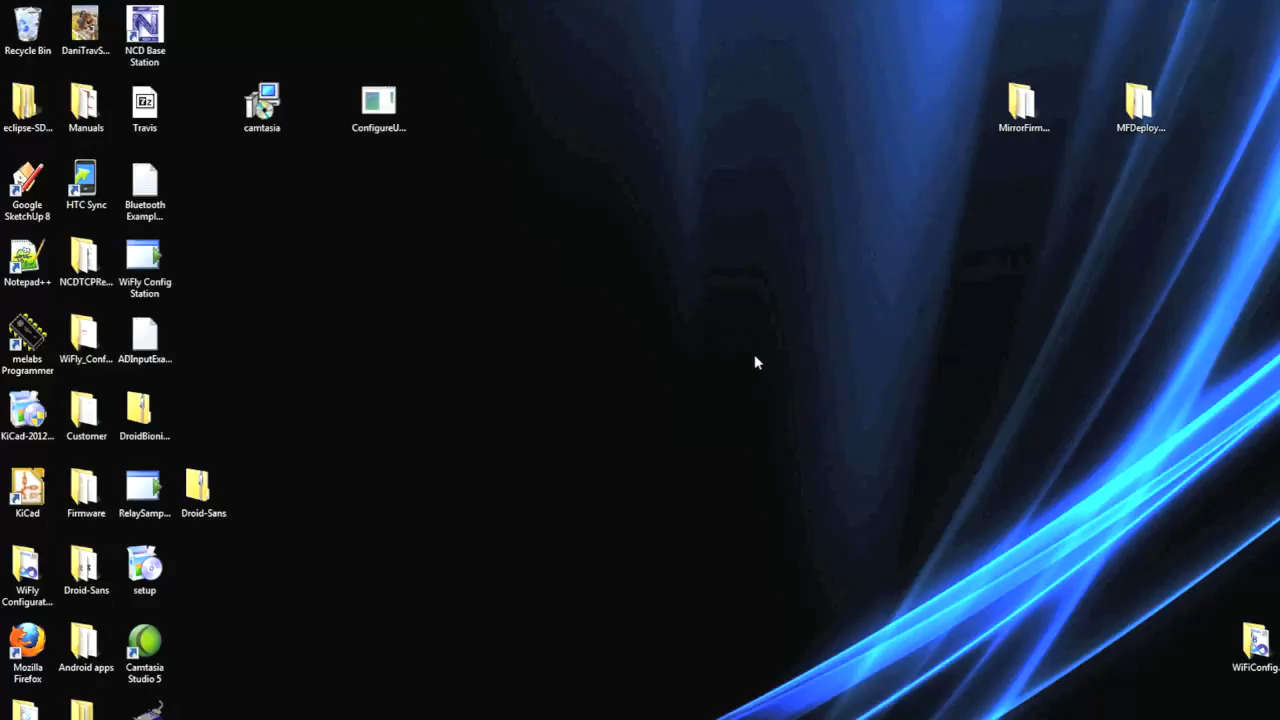 Recycle Bin
DaniTravS...
NCD Base
Station
eclipse-SD...
Manuals
Travis
camtasia
ConfigureU...
MirrorFirm...
MFDeploy...
Google
SketchUp 8
HTC Sync
Bluetooth
Exampl...
Notepad++
NCDTCPRe...
WiFly Config
Station
melabs
Programmer
WiFly_Conf...
ADInputExa...
KiCad-2012...
Customer
DroidBioni...
KiCad
Firmware
RelaySamp...
Droid-Sans
WiFly
Configurat...
Droid-Sans
setup
Mozilla
Firefox
Android apps
Camtasia
Studio 5
WiFiConfig...